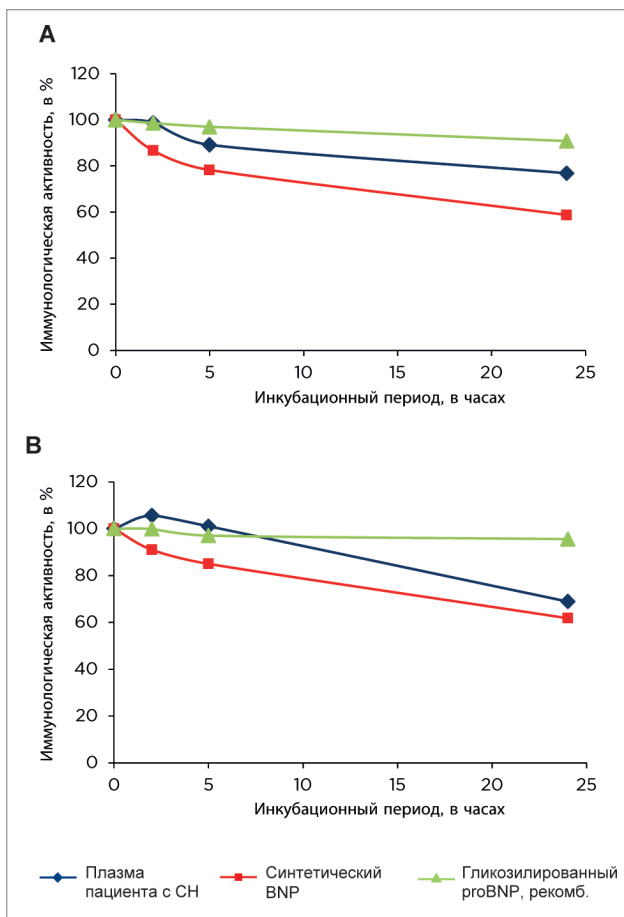 A
Иммунологическая активность, в %
120
100
80
60
40
20
0
0 5 10 15 20 25
Инкубационный период, в часах
B
Иммунологическая активность, в %
120
100
80
60
40
20
0
0 5 10 15 20 25
Инкубационный период, в часах
Плазма
пациента с СН
Синтетический
BNP
Гликозилированный
proBNP, рекомб.